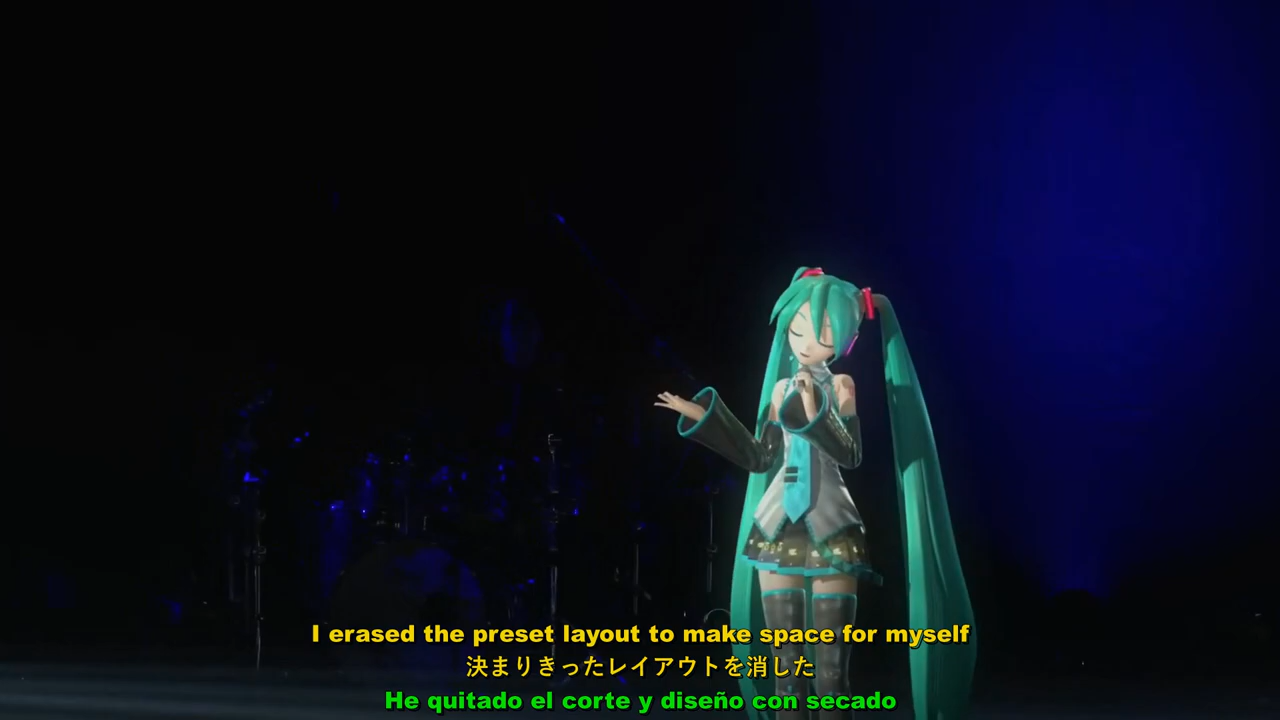 I erased the preset layout to make space for myself
決まりきったレイアウトを消した
He quitado el corte y diseño con secado